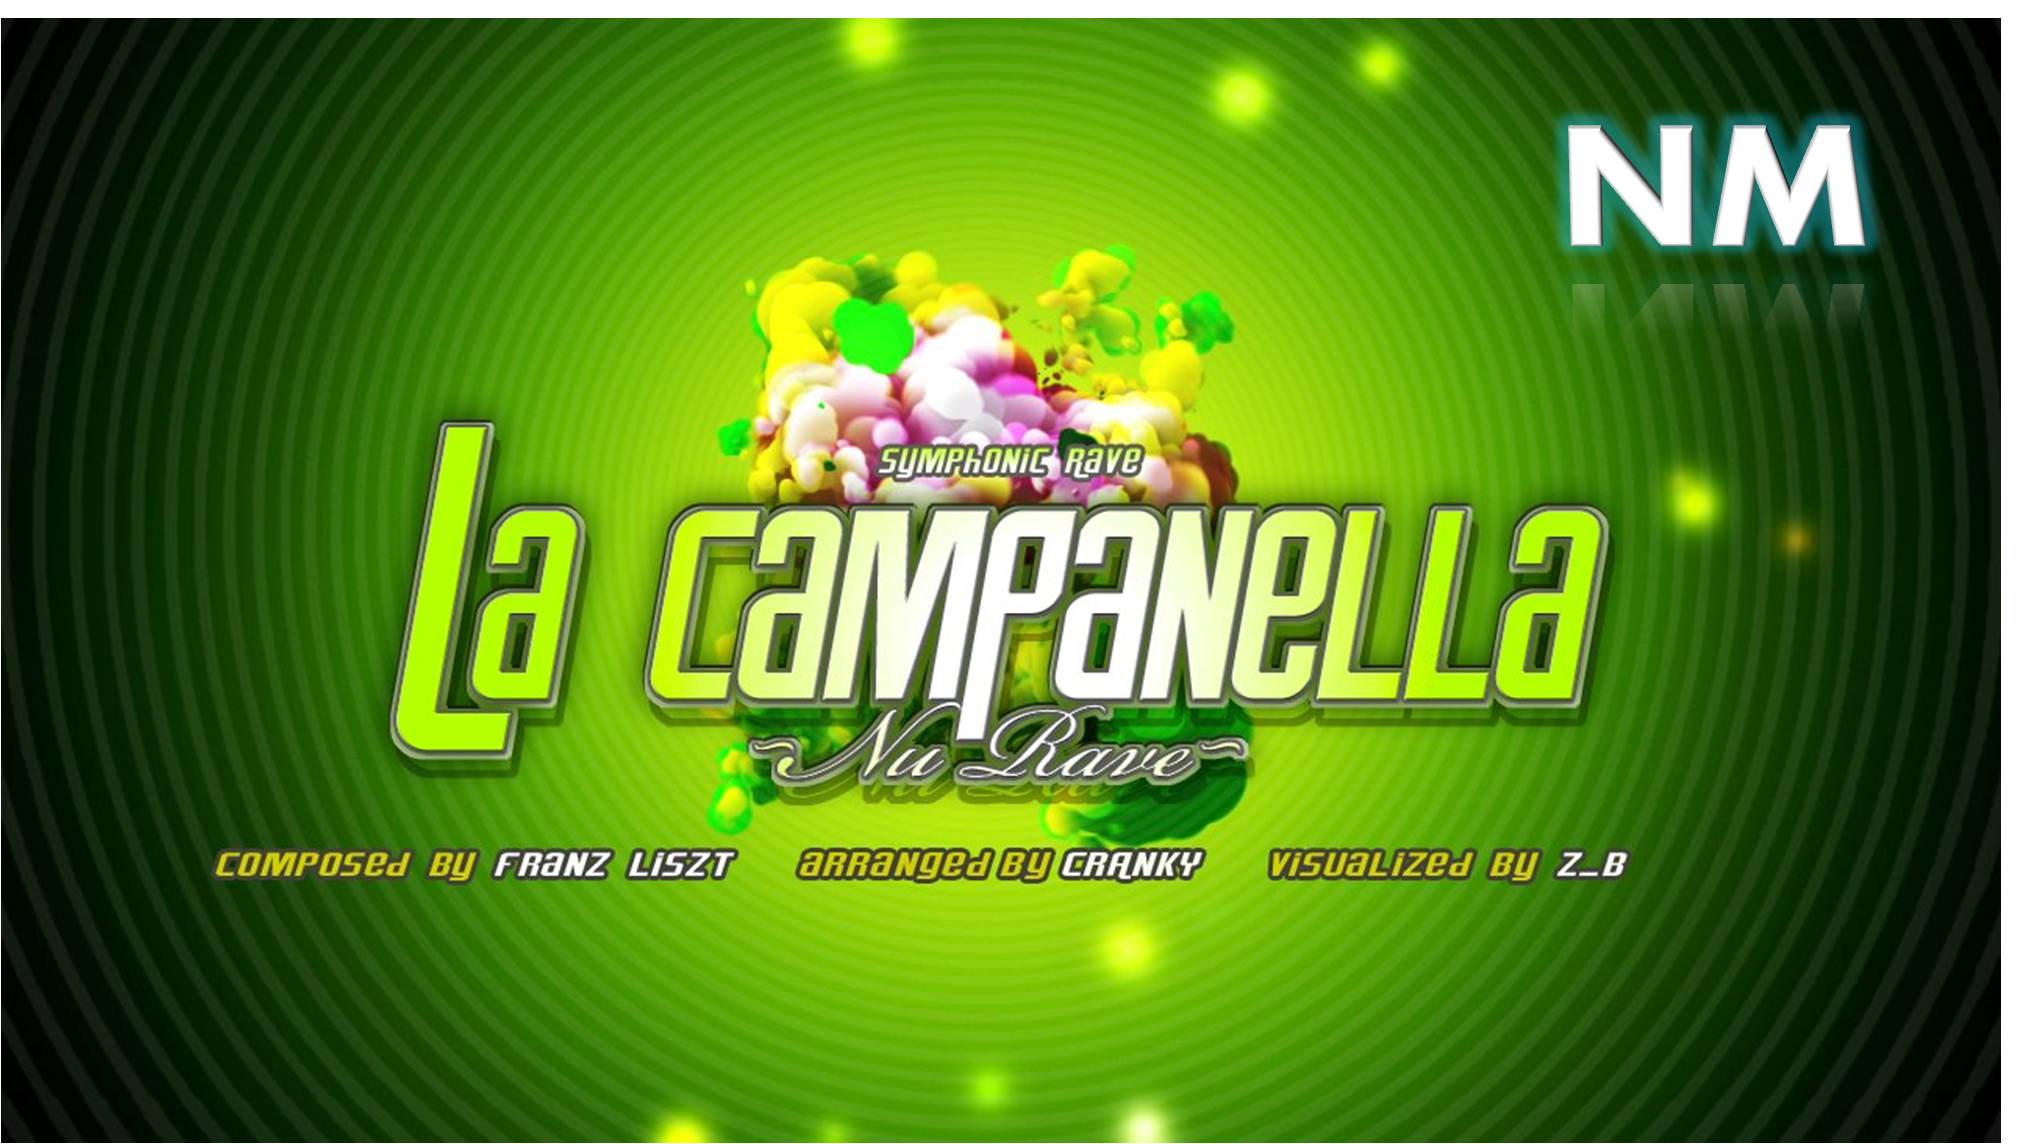 NM
SYMPHONIC RAVE
La CaMPaNeLLa
~Nu Rave~
COMPOSed BY FRaNZ LiSZT aRRaNged BY CRANKY ViSUaLiZed BY Z_B